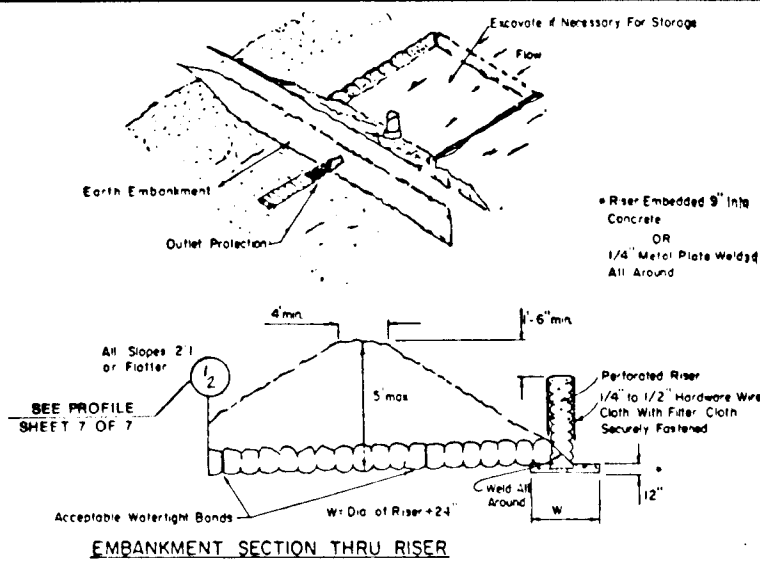 Excavate if Necessary For Storage
Flow
Earth Embankment
Outlet Protection
* Riser Embedded 9" Into
Concrete
OR
1/4" Metal Plate Welded
All Around
4' min.
1'-6" min.
All Slopes 2:1
or Flatter
1/2
5' max
SEE PROFILE
SHEET 7 OF 7
Perforated Riser
1/4" to 1/2" Hardware Wire
Cloth With Filter Cloth
Securely Fastened
Weld All
Around
*
12"
W
Acceptable Watertight Bands
W= Dia. of Riser +24"
EMBANKMENT SECTION THRU RISER